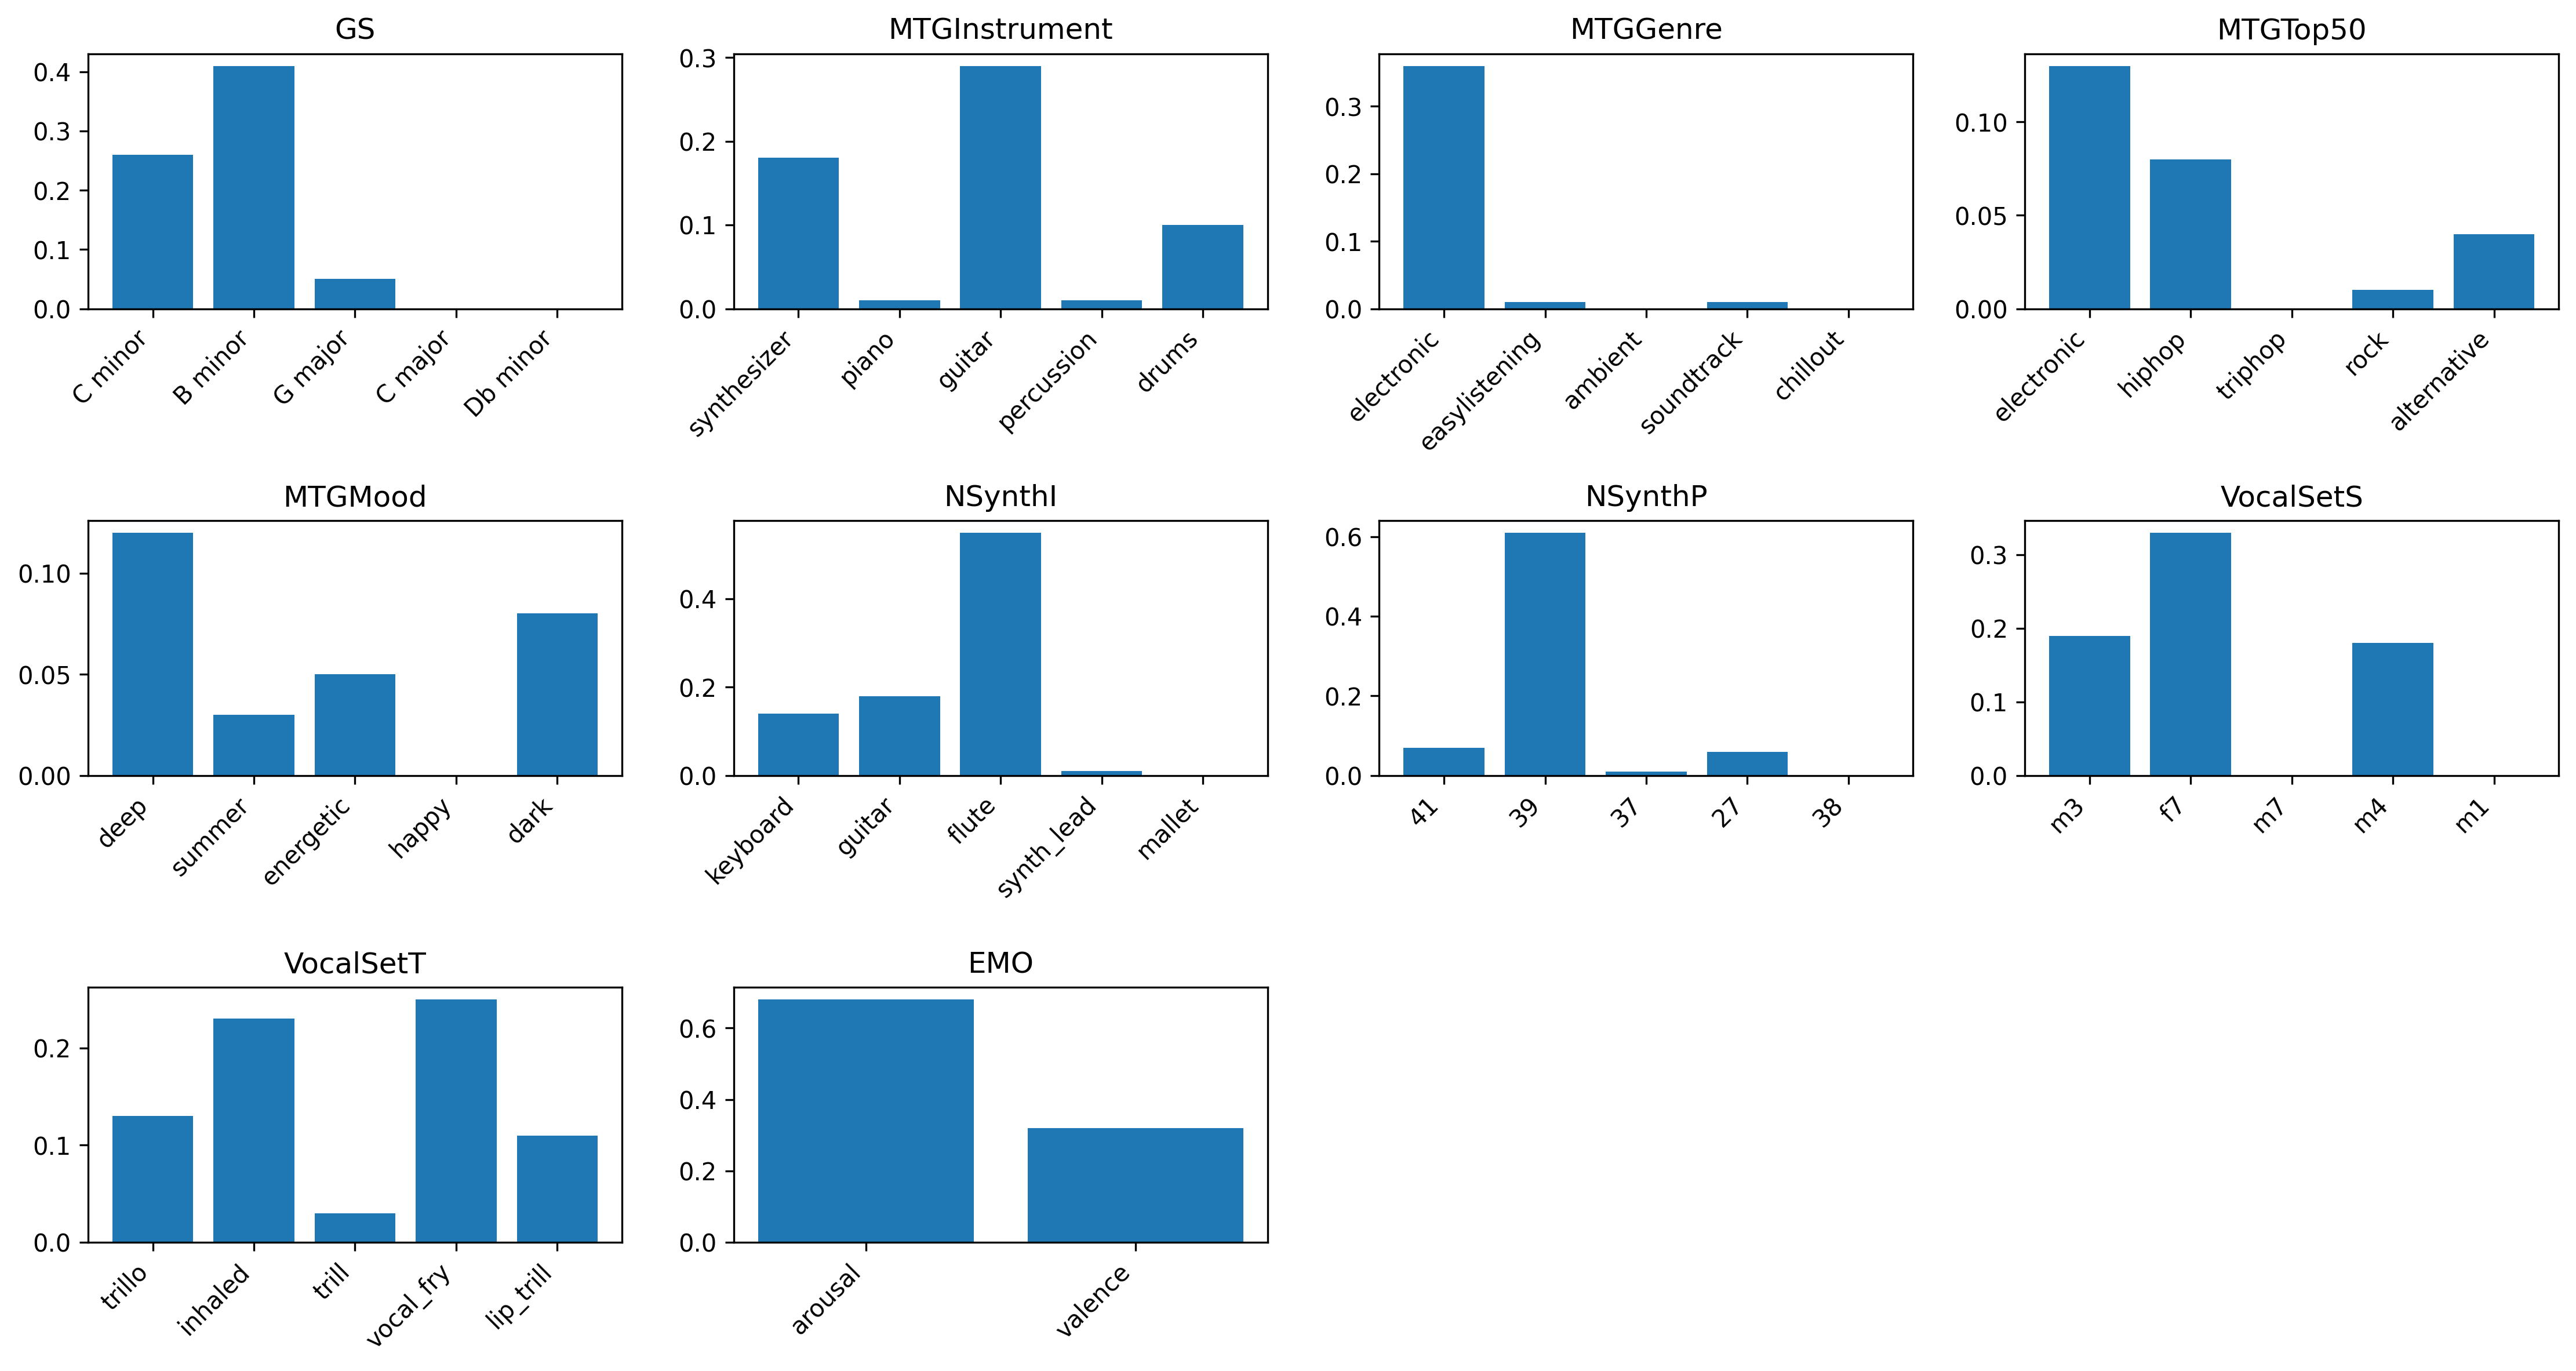 GS
0.4
0.3
0.2
0.1
0.0
C minor
B minor
G major
C major
Db minor
MTGInstrument
0.3
0.2
0.1
0.0
synthesizer
piano
guitar
percussion
drums
MTGGenre
0.3
0.2
0.1
0.0
electronic
easylistening
ambient
soundtrack
chillout
MTGTop50
0.10
0.05
0.00
electronic
hiphop
triphop
rock
alternative
MTGMood
0.10
0.05
0.00
deep
summer
energetic
happy
dark
NSynthI
0.4
0.2
0.0
keyboard
guitar
flute
synth_lead
mallet
NSynthP
0.6
0.4
0.2
0.0
41
39
37
27
38
VocalSetS
0.3
0.2
0.1
0.0
m3
f7
m7
m4
m1
VocalSetT
0.2
0.1
0.0
trillo
inhaled
trill
vocal_fry
lip_trill
EMO
0.6
0.4
0.2
0.0
arousal
valence